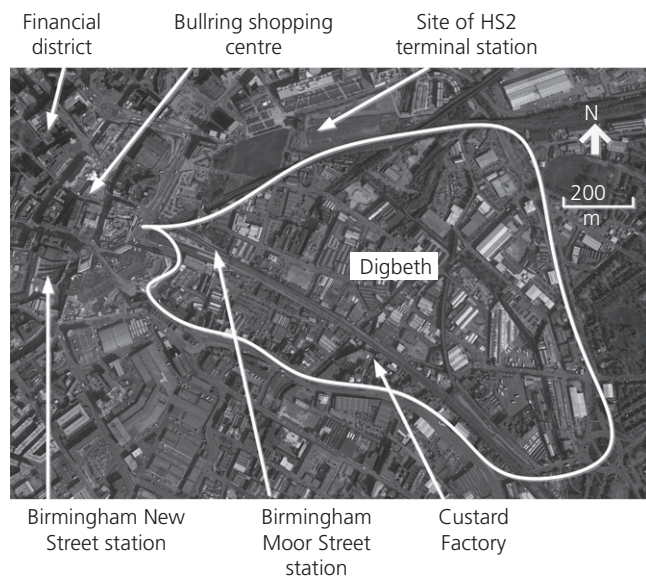 Financial
district
Bullring shopping
centre
Site of HS2
terminal station
N
200
m
Digbeth
Birmingham New
Street station
Birmingham
Moor Street
station
Custard
Factory